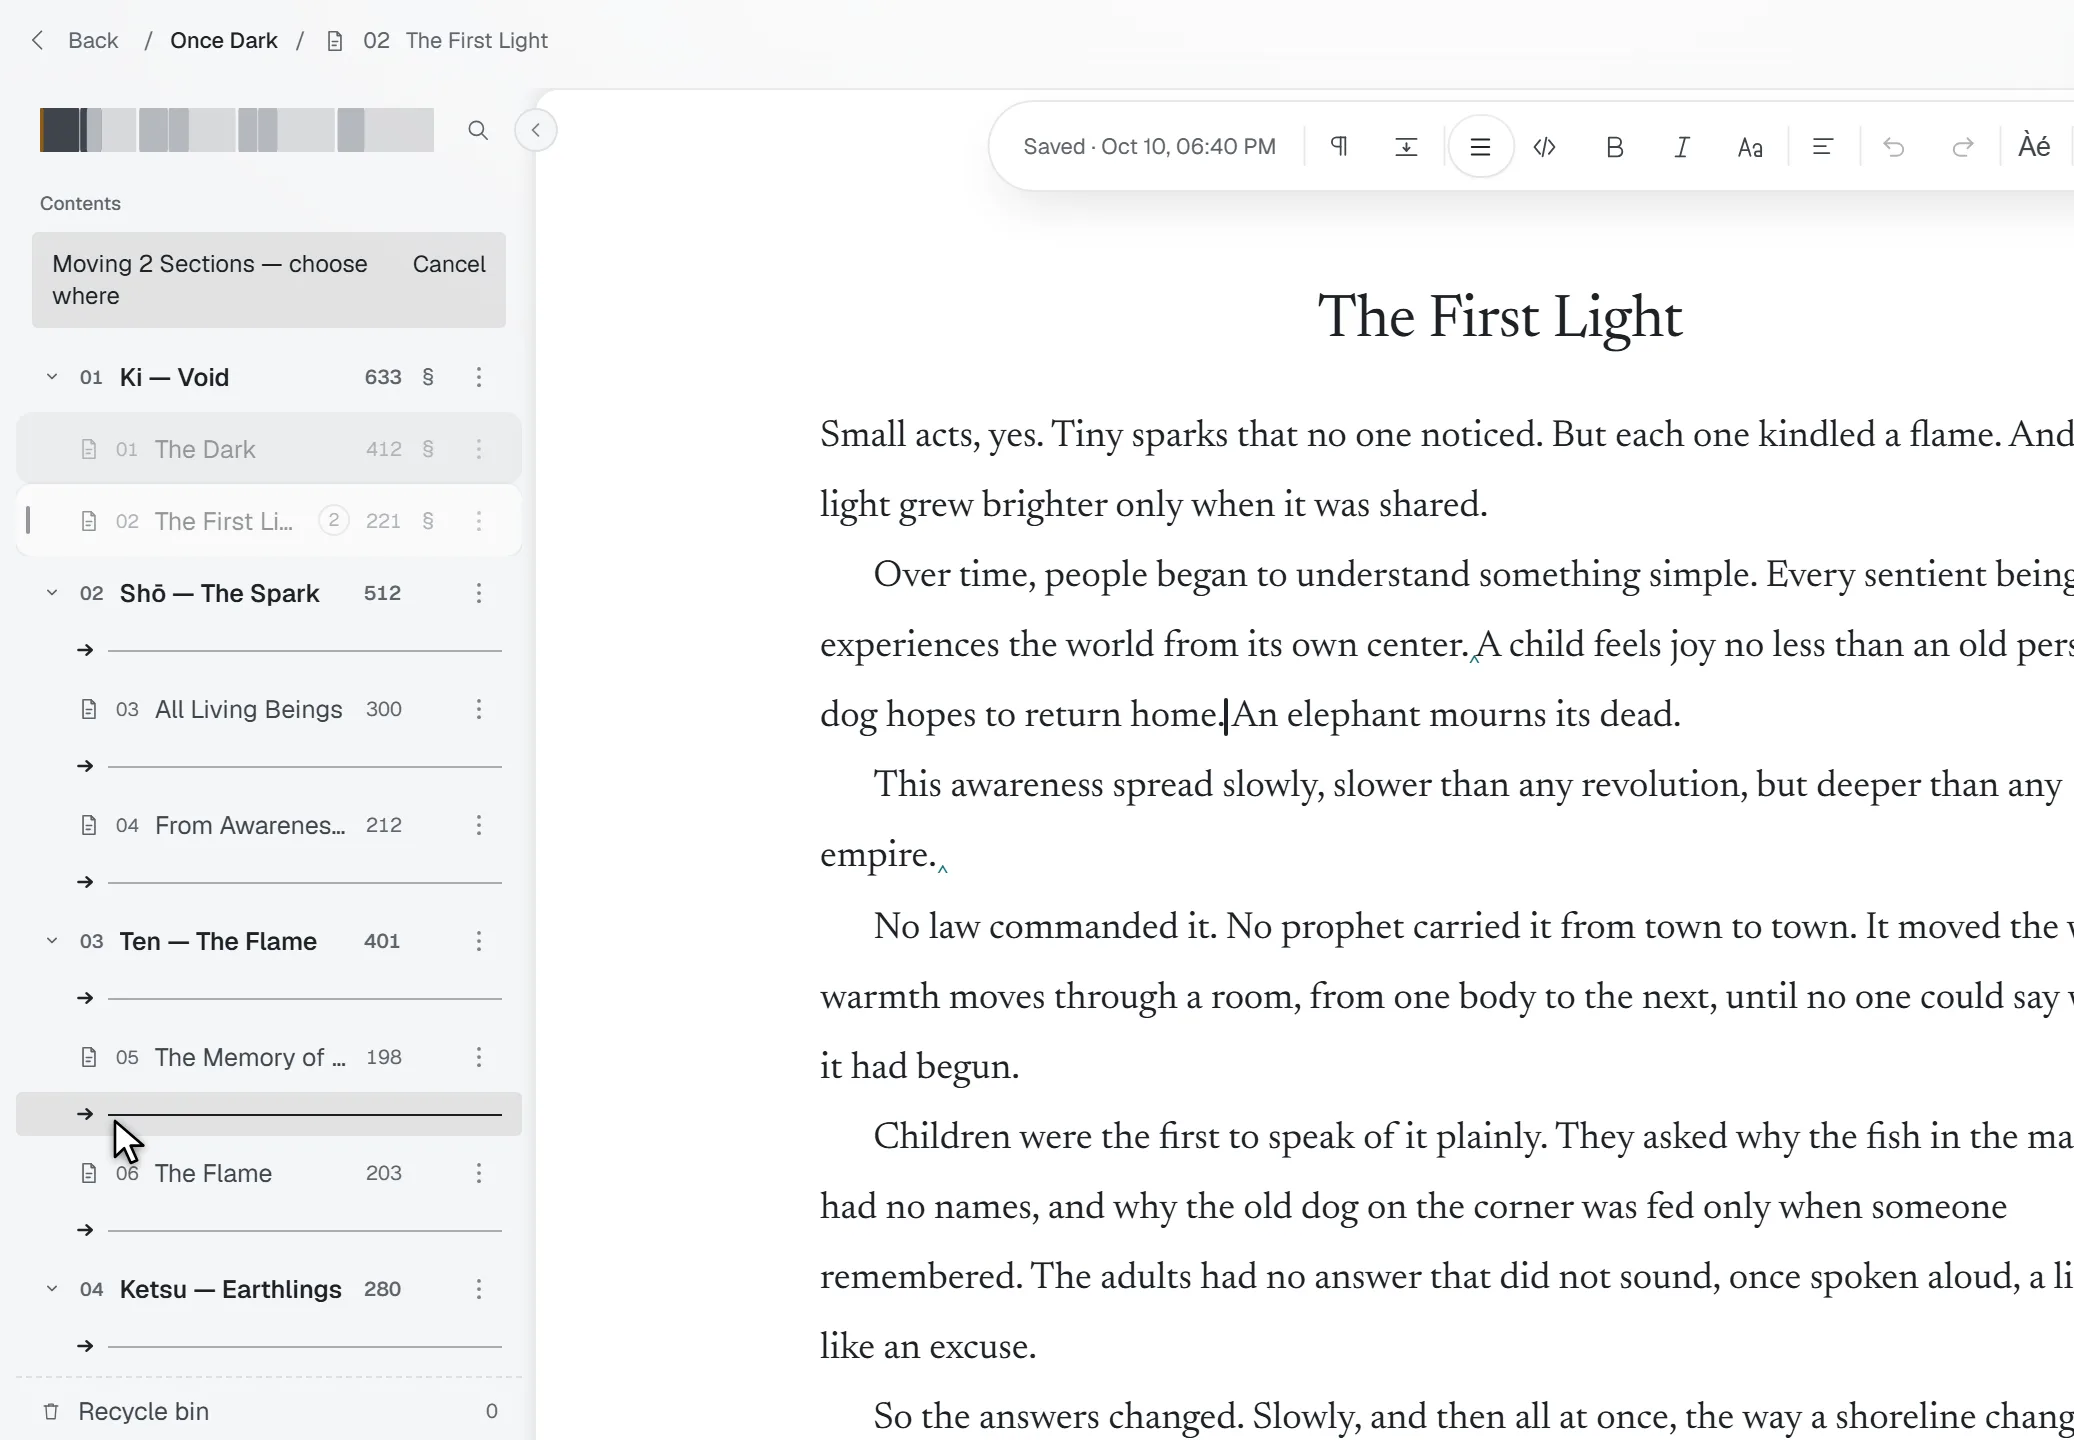 Back / Once Dark / 02 The First Light
Contents
Moving 2 Sections — choose where
Cancel
01 Ki — Void 633 §
01 The Dark 412 §
02 The First Li... 2 221 §
02 Shō — The Spark 512
03 All Living Beings 300
04 From Awarenes... 212
03 Ten — The Flame 401
05 The Memory of ... 198
06 The Flame 203
04 Ketsu — Earthlings 280
Recycle bin 0
Saved · Oct 10, 06:40 PM ¶ B I Aa Àé
The First Light
Small acts, yes. Tiny sparks that no one noticed. But each one kindled a flame. And
light grew brighter only when it was shared.
Over time, people began to understand something simple. Every sentient being
experiences the world from its own center.‸A child feels joy no less than an old pers
dog hopes to return home. An elephant mourns its dead.
This awareness spread slowly, slower than any revolution, but deeper than any
empire.‸
No law commanded it. No prophet carried it from town to town. It moved the w
warmth moves through a room, from one body to the next, until no one could say w
it had begun.
Children were the first to speak of it plainly. They asked why the fish in the ma
had no names, and why the old dog on the corner was fed only when someone
remembered. The adults had no answer that did not sound, once spoken aloud, a li
like an excuse.
So the answers changed. Slowly, and then all at once, the way a shoreline chang